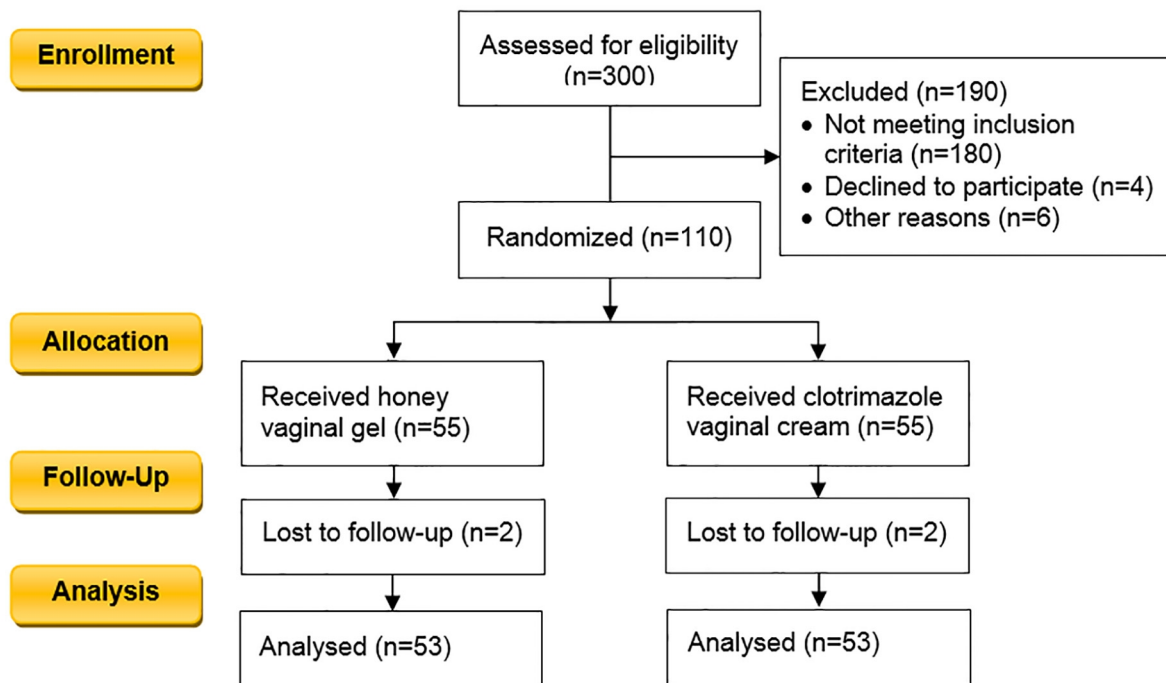 Enrollment
Assessed for eligibility
(n=300)
Excluded (n=190)
• Not meeting inclusion
criteria (n=180)
• Declined to participate (n=4)
• Other reasons (n=6)
Randomized (n=110)
Allocation
Received honey
vaginal gel (n=55)
Received clotrimazole
vaginal cream (n=55)
Follow-Up
Lost to follow-up (n=2)
Lost to follow-up (n=2)
Analysis
Analysed (n=53)
Analysed (n=53)